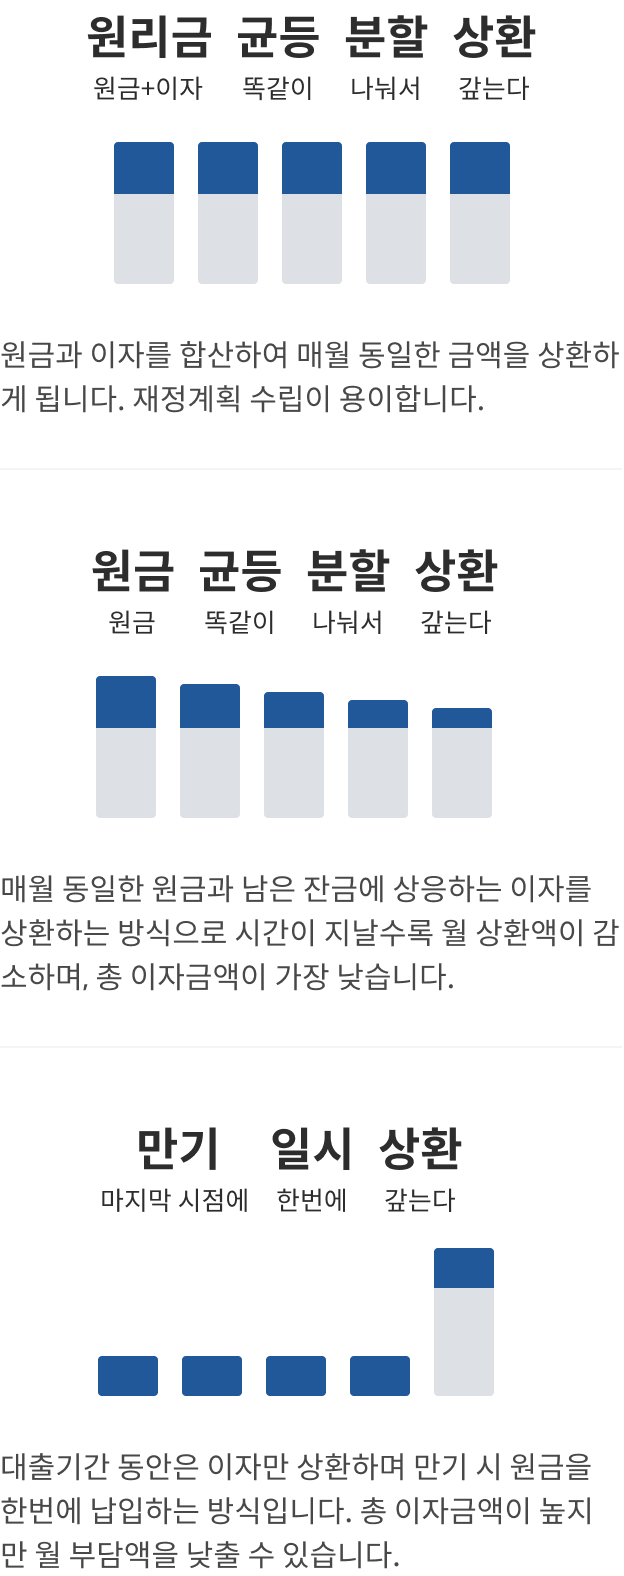 원리금 균등 분할 상환
원금+이자 똑같이 나눠서 갚는다
원금과 이자를 합산하여 매월 동일한 금액을 상환하
게 됩니다. 재정계획 수립이 용이합니다.
원금 균등 분할 상환
원금 똑같이 나눠서 갚는다
매월 동일한 원금과 남은 잔금에 상응하는 이자를
상환하는 방식으로 시간이 지날수록 월 상환액이 감
소하며, 총 이자금액이 가장 낮습니다.
만기 일시 상환
마지막 시점에 한번에 갚는다
대출기간 동안은 이자만 상환하며 만기 시 원금을
한번에 납입하는 방식입니다. 총 이자금액이 높지
만 월 부담액을 낮출 수 있습니다.